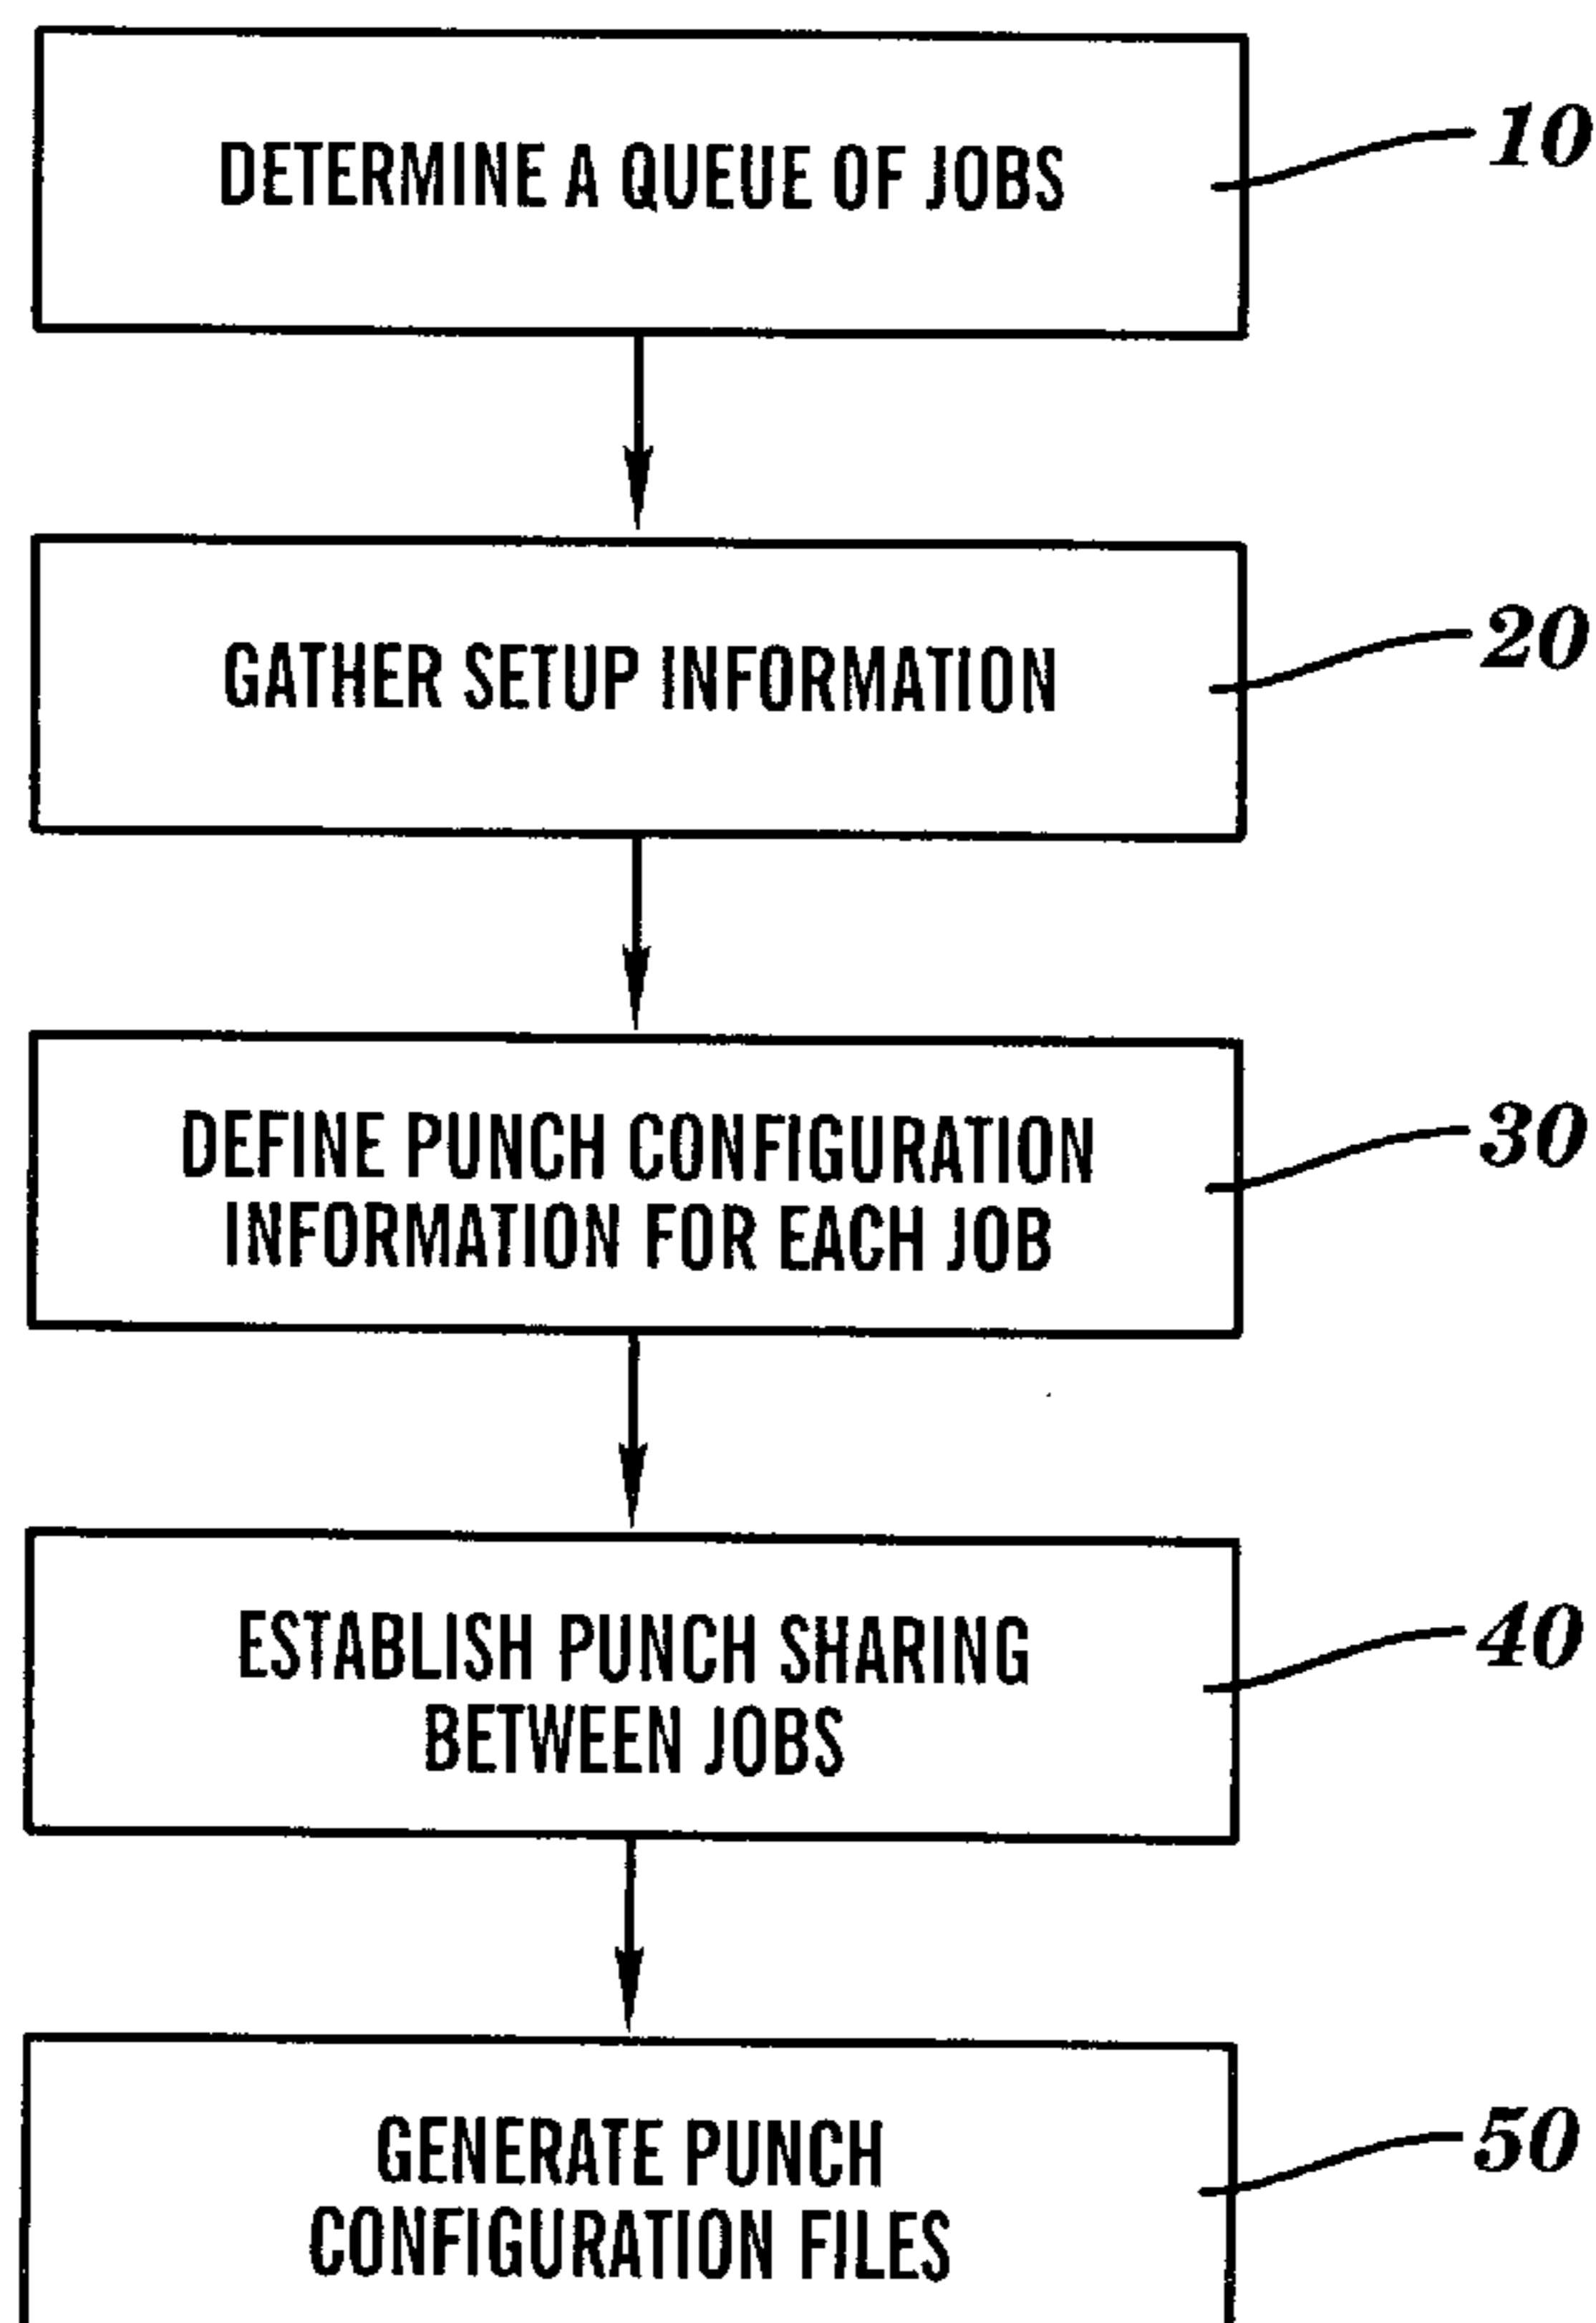 DETERMINE A QUEUE OF JOBS
10
GATHER SETUP INFORMATION
20
DEFINE PUNCH CONFIGURATION
INFORMATION FOR EACH JOB
30
ESTABLISH PUNCH SHARING
BETWEEN JOBS
40
GENERATE PUNCH
CONFIGURATION FILES
50